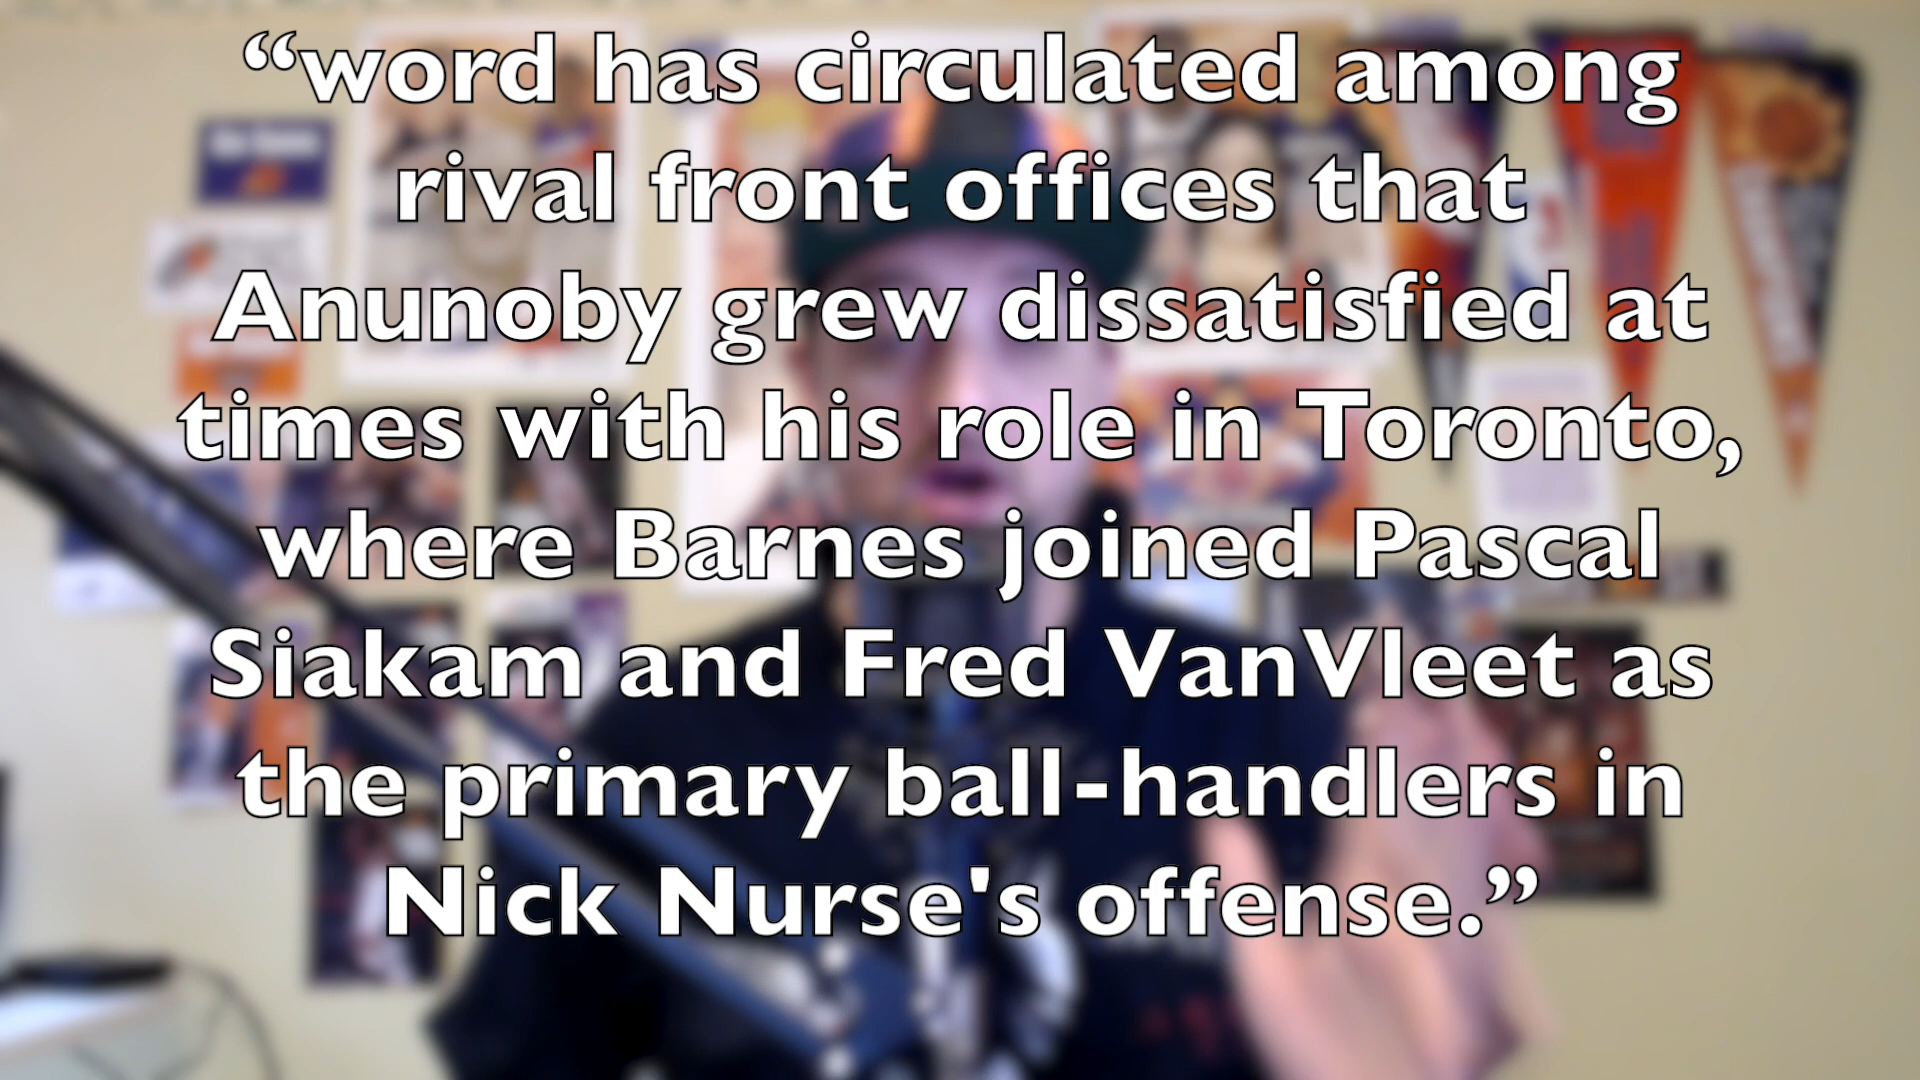 “word has circulated among
rival front offices that
Anunoby grew dissatisfied at
times with his role in Toronto,
where Barnes joined Pascal
Siakam and Fred VanVleet as
the primary ball-handlers in
Nick Nurse's offense.”